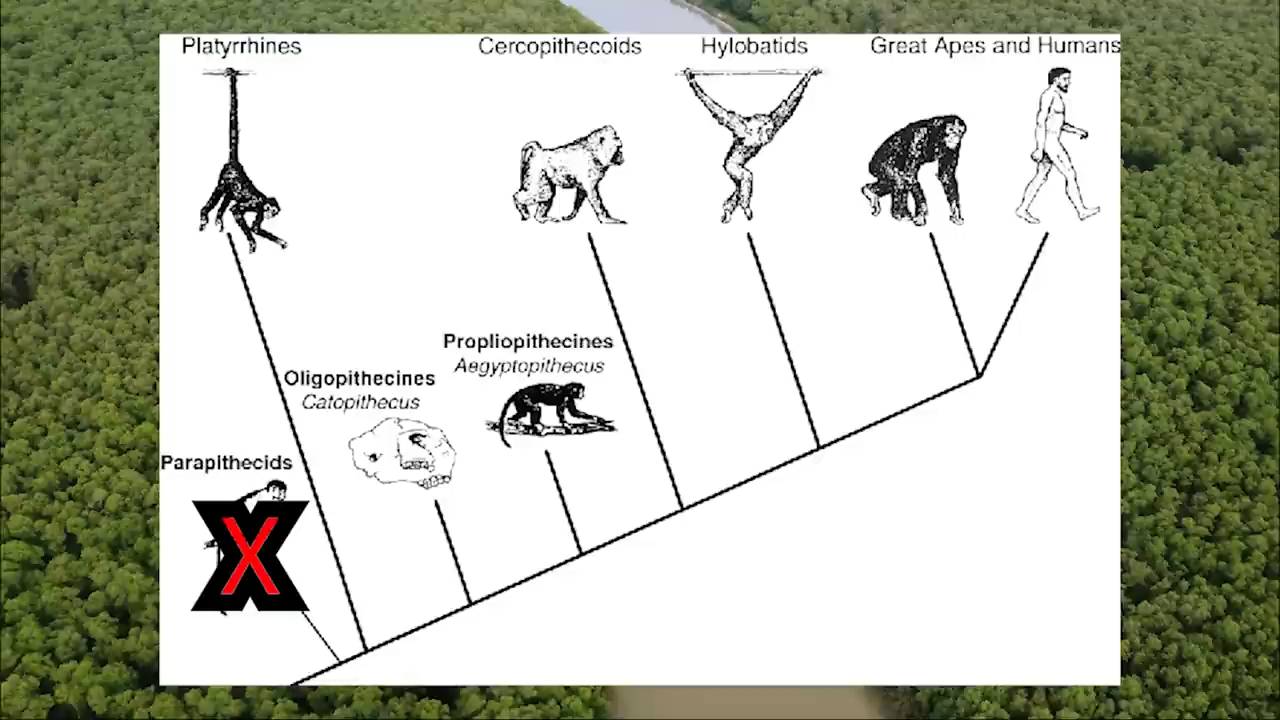 Platyrrhines
Cercopithecoids
Hylobatids
Great Apes and Humans
Propliopithecines
Aegyptopithecus
Oligopithecines
Catopithecus
Parapithecids
X